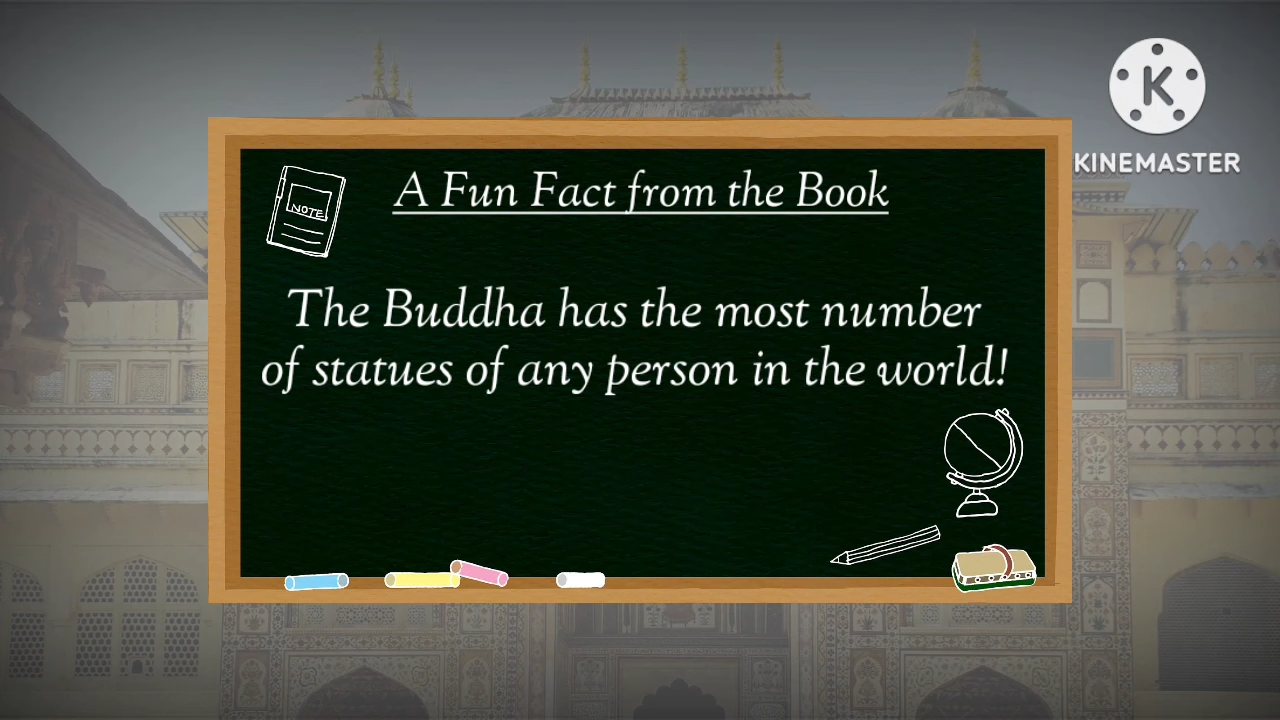 KINEMASTER
A Fun Fact from the Book
NOTE
The Buddha has the most number
of statues of any person in the world!